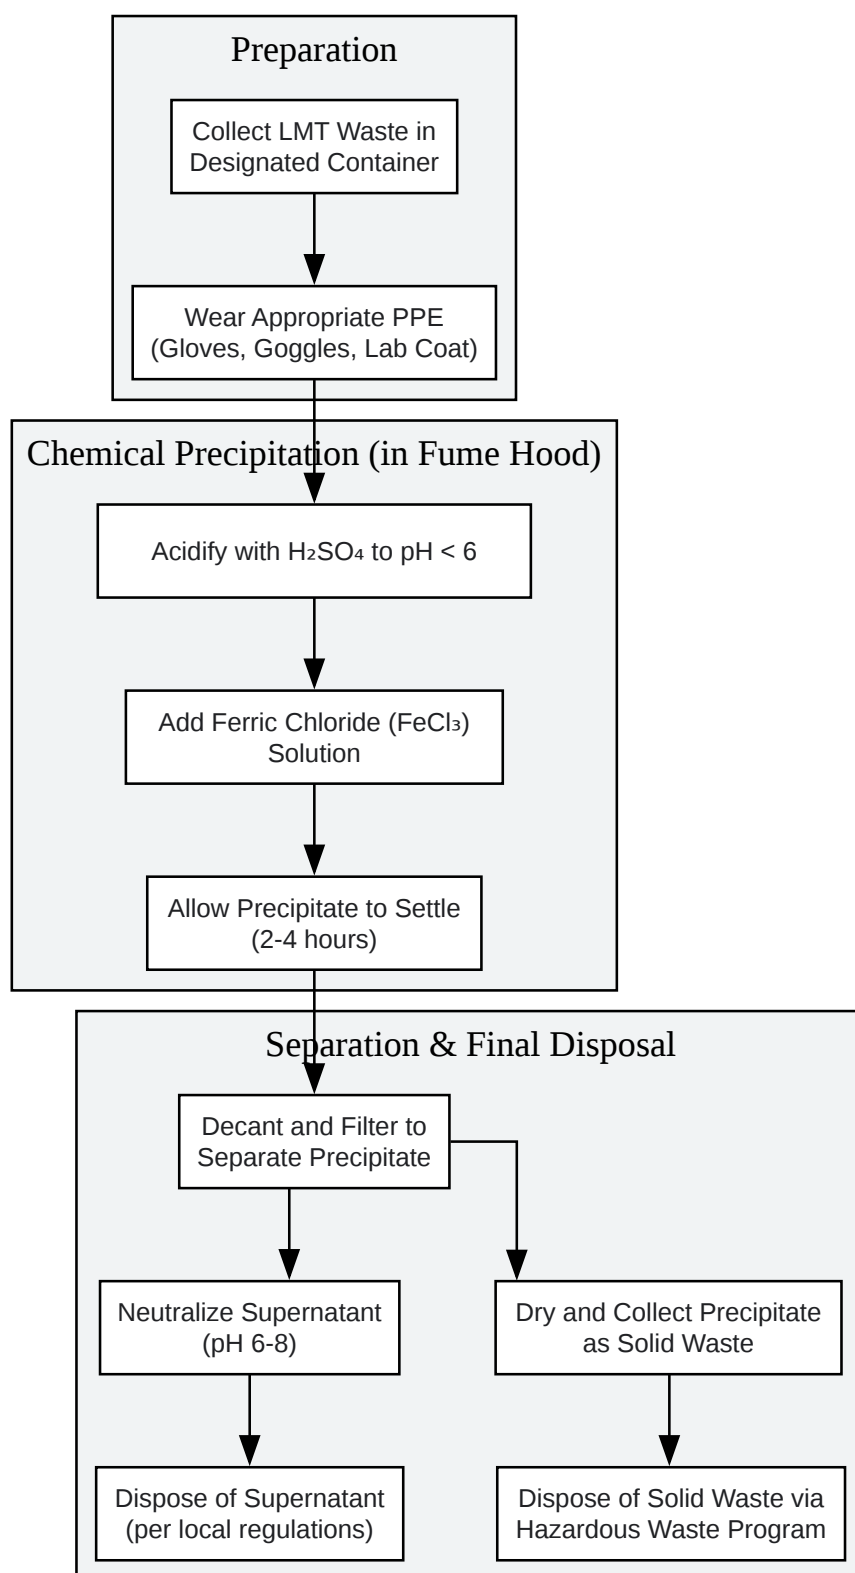 Preparation
Collect LMT Waste in
Designated Container
Wear Appropriate PPE
(Gloves, Goggles, Lab Coat)
Chemical Precipitation (in Fume Hood)
Acidify with H₂SO₄ to pH < 6
Add Ferric Chloride (FeCl₃)
Solution
Allow Precipitate to Settle
(2-4 hours)
Separation & Final Disposal
Decant and Filter to
Separate Precipitate
Neutralize Supernatant
(pH 6-8)
Dry and Collect Precipitate
as Solid Waste
Dispose of Supernatant
(per local regulations)
Dispose of Solid Waste via
Hazardous Waste Program